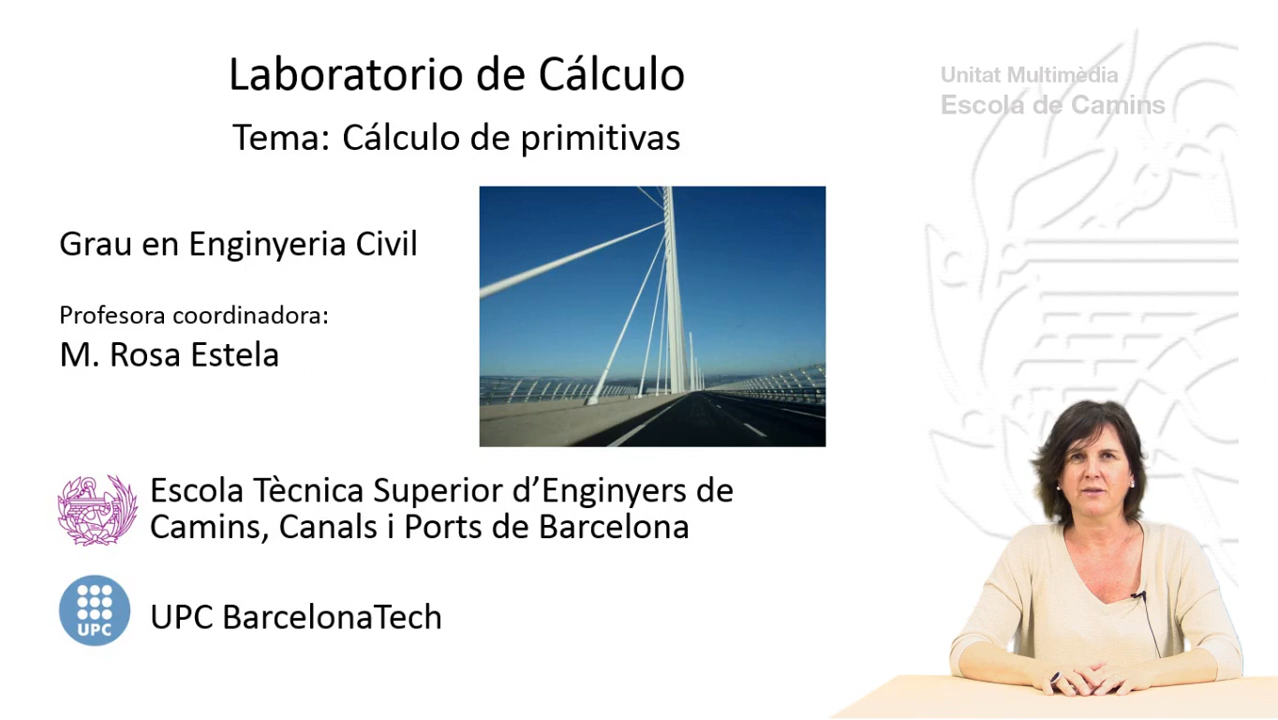 Laboratorio de Cálculo
Tema: Cálculo de primitivas
Unitat Multimèdia
Escola de Camins
Grau en Enginyeria Civil
Profesora coordinadora:
M. Rosa Estela
Escola Tècnica Superior d’Enginyers de
Camins, Canals i Ports de Barcelona
UPC
UPC BarcelonaTech